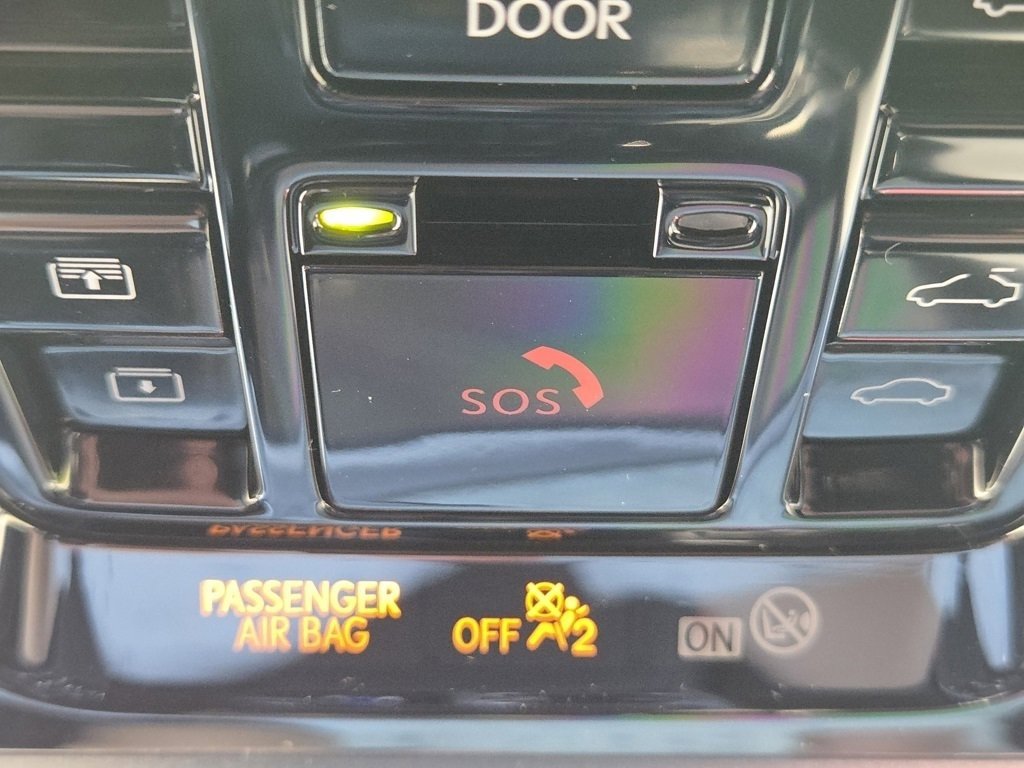 DOOR
SOS
PASSENGER
AIR BAG
OFF 2
ON